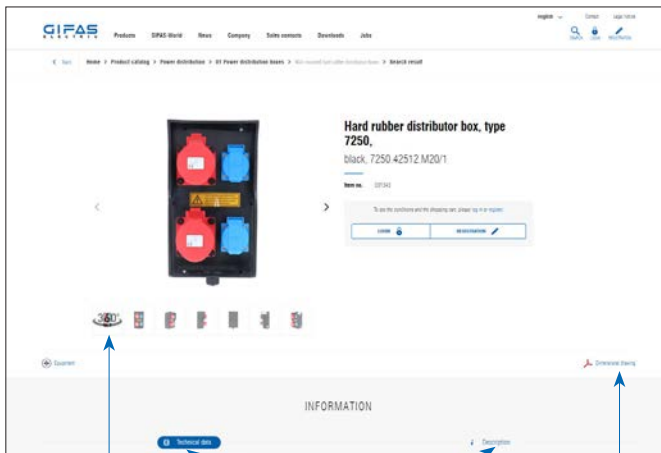 english
Contact
Legal notice
GIFAS
ELECTRIC
Products
GIFAS-World
News
Company
Sales contacts
Downloads
Jobs
Search
Login
Registration
Back
Home > Product catalog > Power distribution > 01 Power distribution boxes > > Search result
Hard rubber distributor box, type
7250,
black, 7250.42512.M20/1
Item no.
To see the conditions and the shopping cart, please log in or register.
LOGIN
REGISTRATION
360°
Equipment
Dimensional drawing
INFORMATION
Technical data
Description